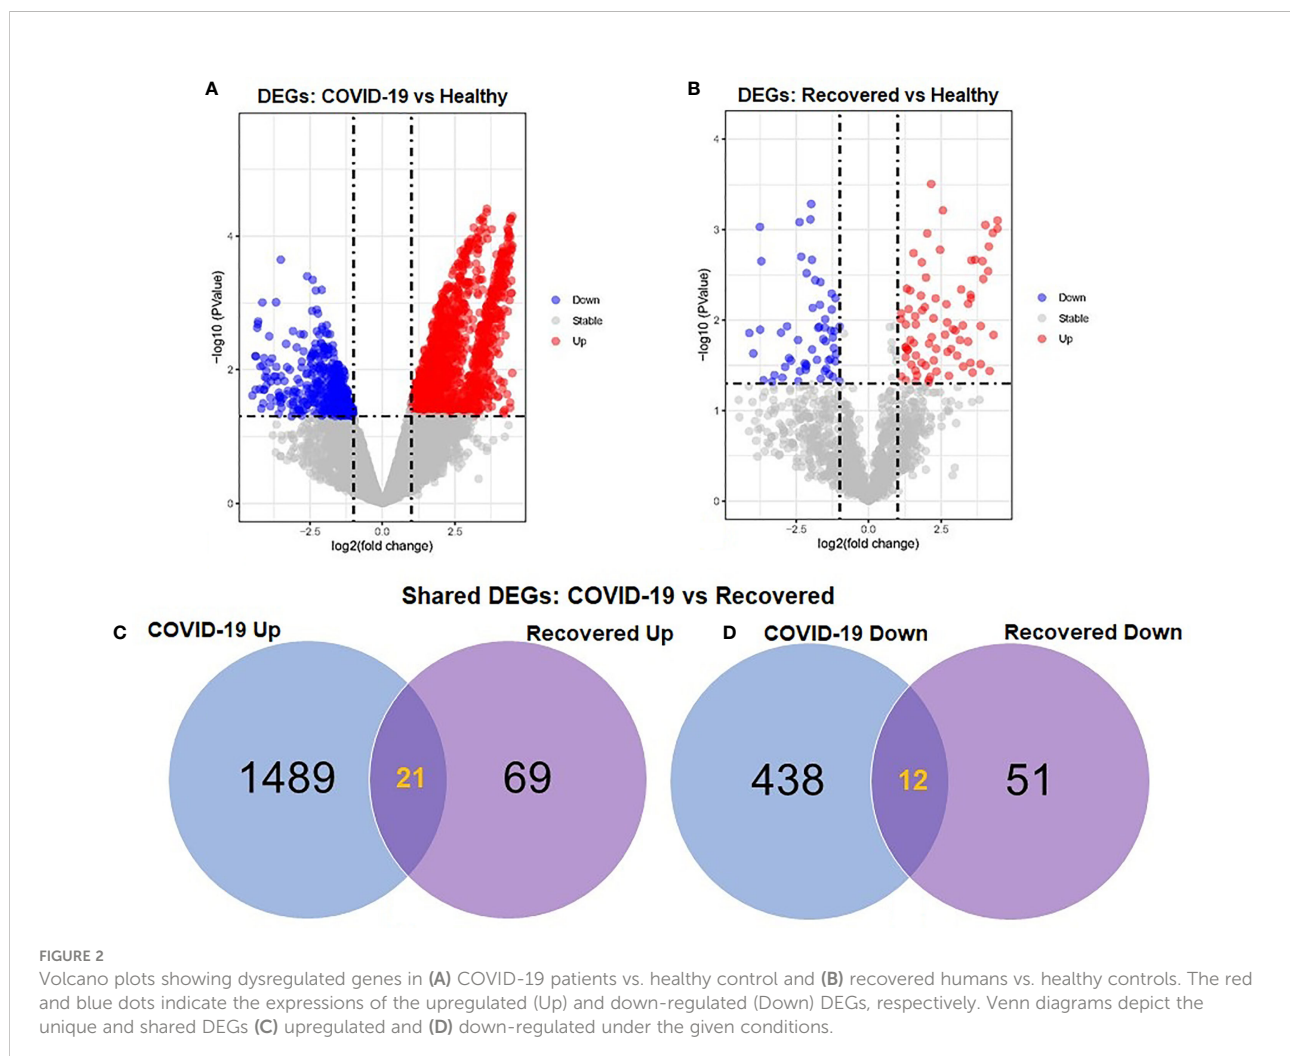 A
DEGs: COVID-19 vs Healthy
4
2
0
−log10 (PValue)
−2.5 0.0 2.5
log2(fold change)
Down
Stable
Up
B
DEGs: Recovered vs Healthy
4
3
2
1
0
−log10 (PValue)
−2.5 0.0 2.5
log2(fold change)
Down
Stable
Up
Shared DEGs: COVID-19 vs Recovered
C COVID-19 Up Recovered Up
1489 21 69
D COVID-19 Down Recovered Down
438 12 51
FIGURE 2
Volcano plots showing dysregulated genes in (A) COVID-19 patients vs. healthy control and (B) recovered humans vs. healthy controls. The red
and blue dots indicate the expressions of the upregulated (Up) and down-regulated (Down) DEGs, respectively. Venn diagrams depict the
unique and shared DEGs (C) upregulated and (D) down-regulated under the given conditions.